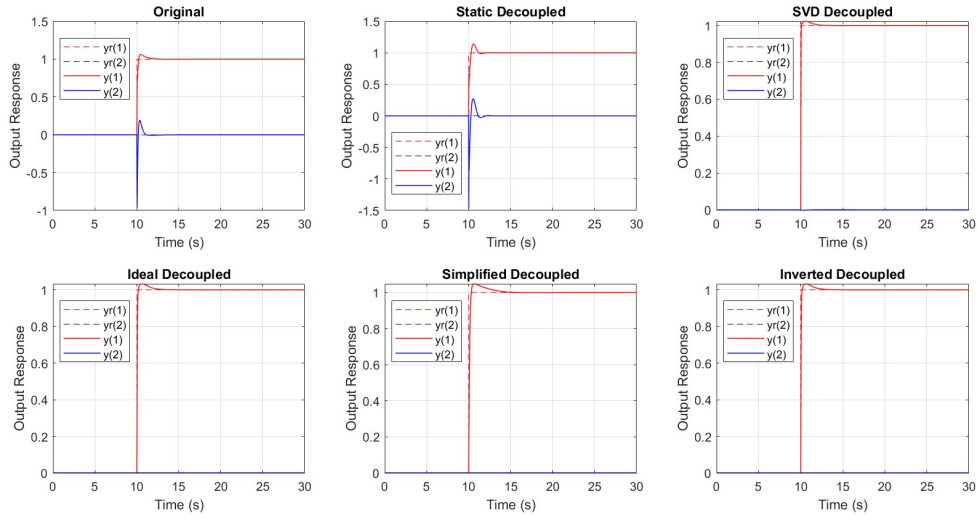 Original
1.5
1
0.5
0
-0.5
-1
Output Response
yr(1)
yr(2)
y(1)
y(2)
0 5 10 15 20 25 30
Time (s)
Static Decoupled
1.5
1
0.5
0
-0.5
-1
-1.5
Output Response
yr(1)
yr(2)
y(1)
y(2)
0 5 10 15 20 25 30
Time (s)
SVD Decoupled
1
0.8
0.6
0.4
0.2
0
Output Response
yr(1)
yr(2)
y(1)
y(2)
0 5 10 15 20 25 30
Time (s)
Ideal Decoupled
1
0.8
0.6
0.4
0.2
0
Output Response
yr(1)
yr(2)
y(1)
y(2)
0 5 10 15 20 25 30
Time (s)
Simplified Decoupled
1
0.8
0.6
0.4
0.2
0
Output Response
yr(1)
yr(2)
y(1)
y(2)
0 5 10 15 20 25 30
Time (s)
Inverted Decoupled
1
0.8
0.6
0.4
0.2
0
Output Response
yr(1)
yr(2)
y(1)
y(2)
0 5 10 15 20 25 30
Time (s)